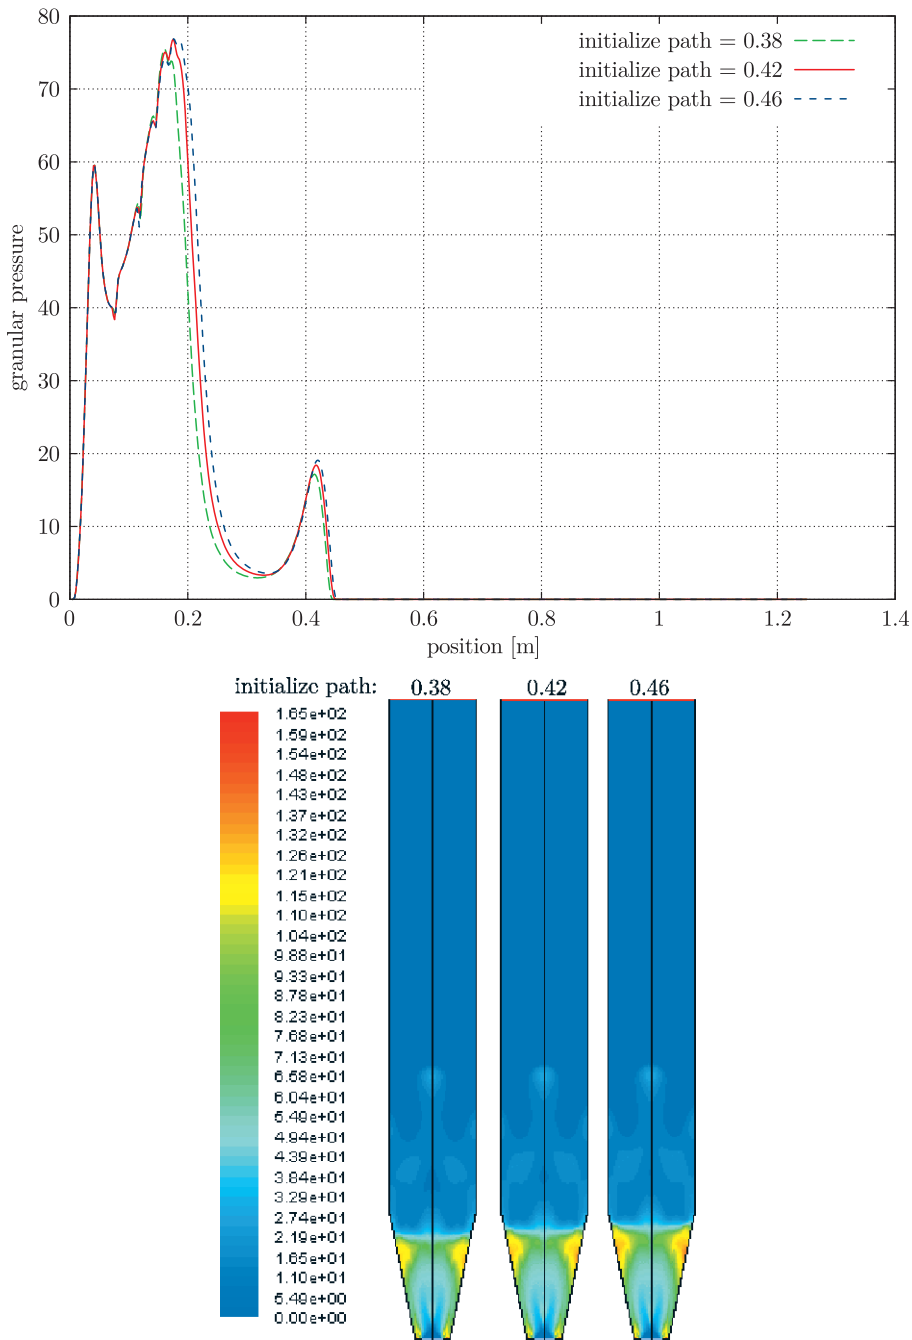 80
70
60
50
40
30
20
10
0
granular pressure
initialize path = 0.38
initialize path = 0.42
initialize path = 0.46
0 0.2 0.4 0.6 0.8 1 1.2 1.4
position [m]
initialize path: 0.38 0.42 0.46
1.65e+02
1.59e+02
1.54e+02
1.48e+02
1.43e+02
1.37e+02
1.32e+02
1.26e+02
1.21e+02
1.15e+02
1.10e+02
1.04e+02
9.88e+01
9.33e+01
8.78e+01
8.23e+01
7.68e+01
7.13e+01
6.58e+01
6.04e+01
5.49e+01
4.94e+01
4.39e+01
3.84e+01
3.29e+01
2.74e+01
2.19e+01
1.65e+01
1.10e+01
5.49e+00
0.00e+00